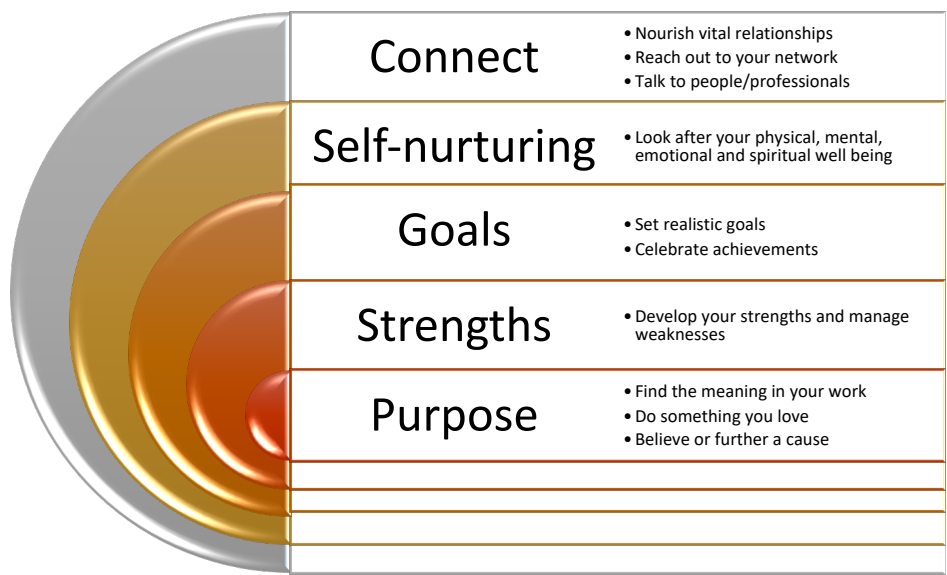 Connect
• Nourish vital relationships
• Reach out to your network
• Talk to people/professionals
Self-nurturing
• Look after your physical, mental,
emotional and spiritual well being
Goals
• Set realistic goals
• Celebrate achievements
Strengths
• Develop your strengths and manage
weaknesses
Purpose
• Find the meaning in your work
• Do something you love
• Believe or further a cause